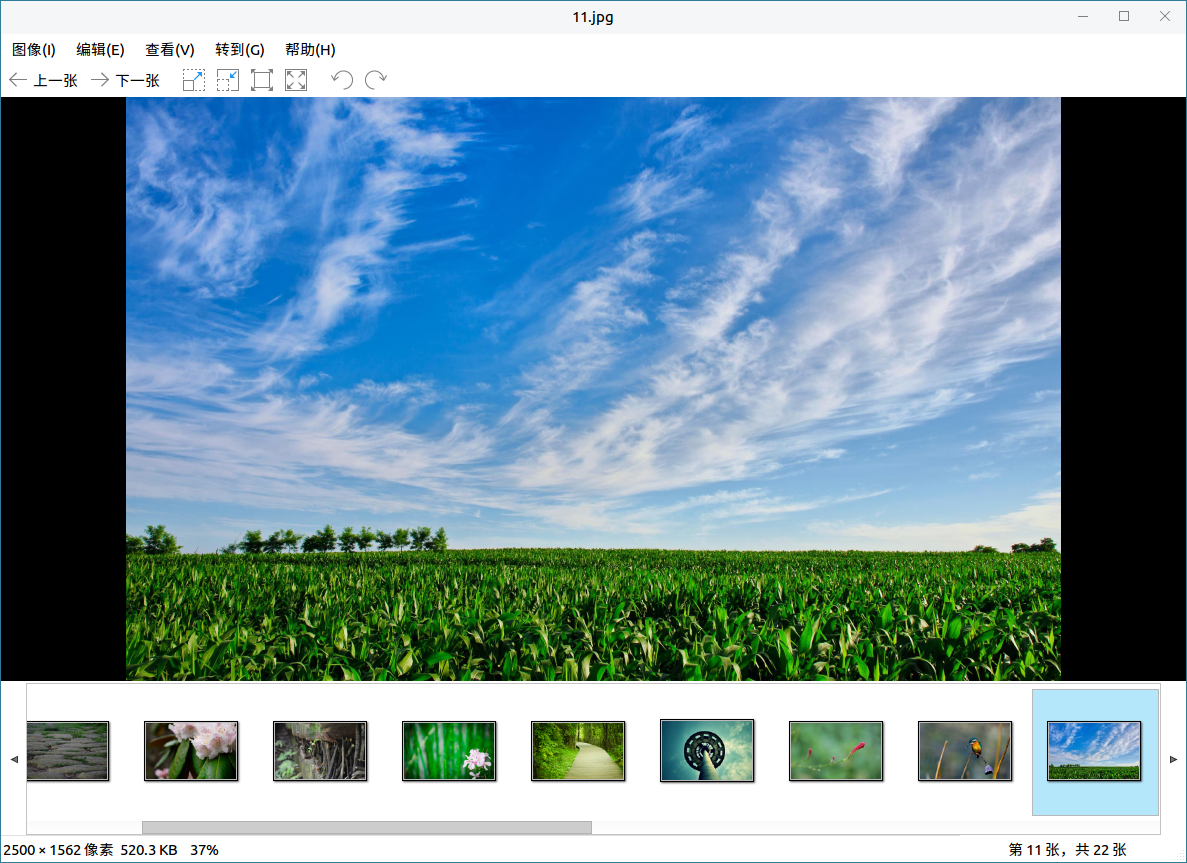 11.jpg
图像(I) 编辑(E) 查看(V) 转到(G) 帮助(H)
上一张 下一张
2500 × 1562 像素 520.3 KB 37% 第 11 张，共 22 张